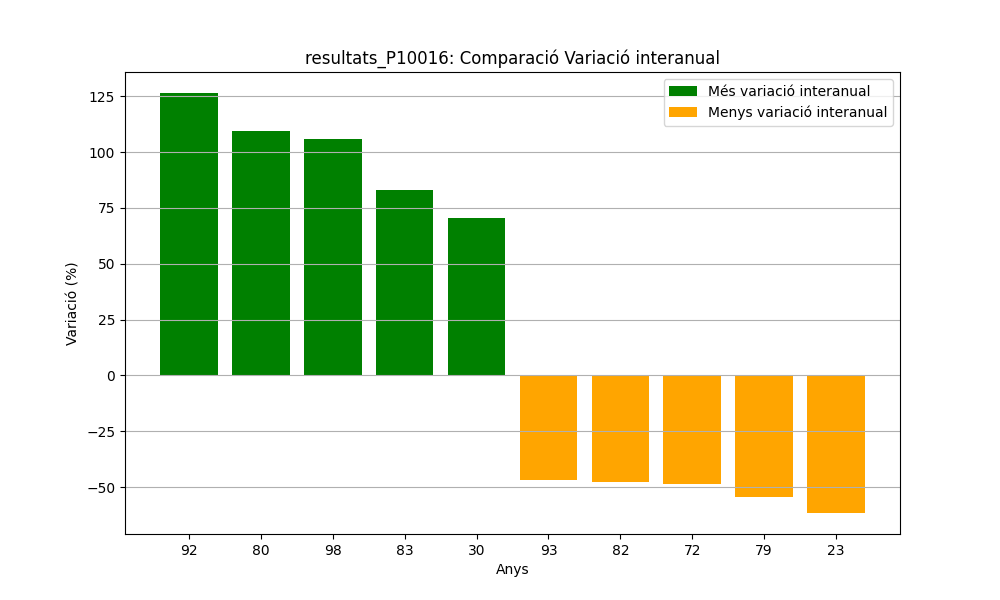 resultats_P10016: Comparació Variació interanual
Més variació interanual
Menys variació interanual
Variació (%)
125
100
75
50
25
0
−25
−50
92 80 98 83 30 93 82 72 79 23
Anys